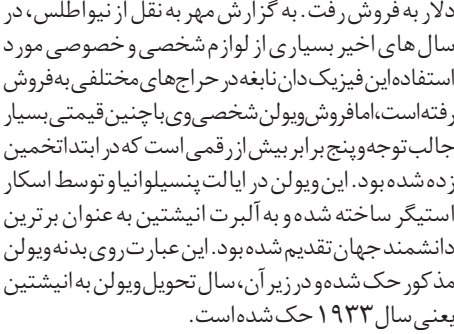 دلار به فروش رفت. به گزارش مهر به نقل از نیواطلس، در
سال های اخیر بسیاری از لوازم شخصی و خصوصی مورد
استفاده این فیزیک دان نابغه در حراج های مختلفی به فروش
رفته است، اما فروش ویولن شخصی وی با چنین قیمتی بسیار
جالب توجه و پنج برابر بیش از رقمی است که در ابتدا تخمین
زده شده بود. این ویولن در ایالت پنسیلوانیا و توسط اسکار
استیگر ساخته شده و به آلبرت انیشتین به عنوان برترین
دانشمند جهان تقدیم شده بود. این عبارت روی بدنه ویولن
مذکور حک شده و در زیر آن، سال تحویل ویولن به انیشتین
یعنی سال ۱۹۳۳ حک شده است.